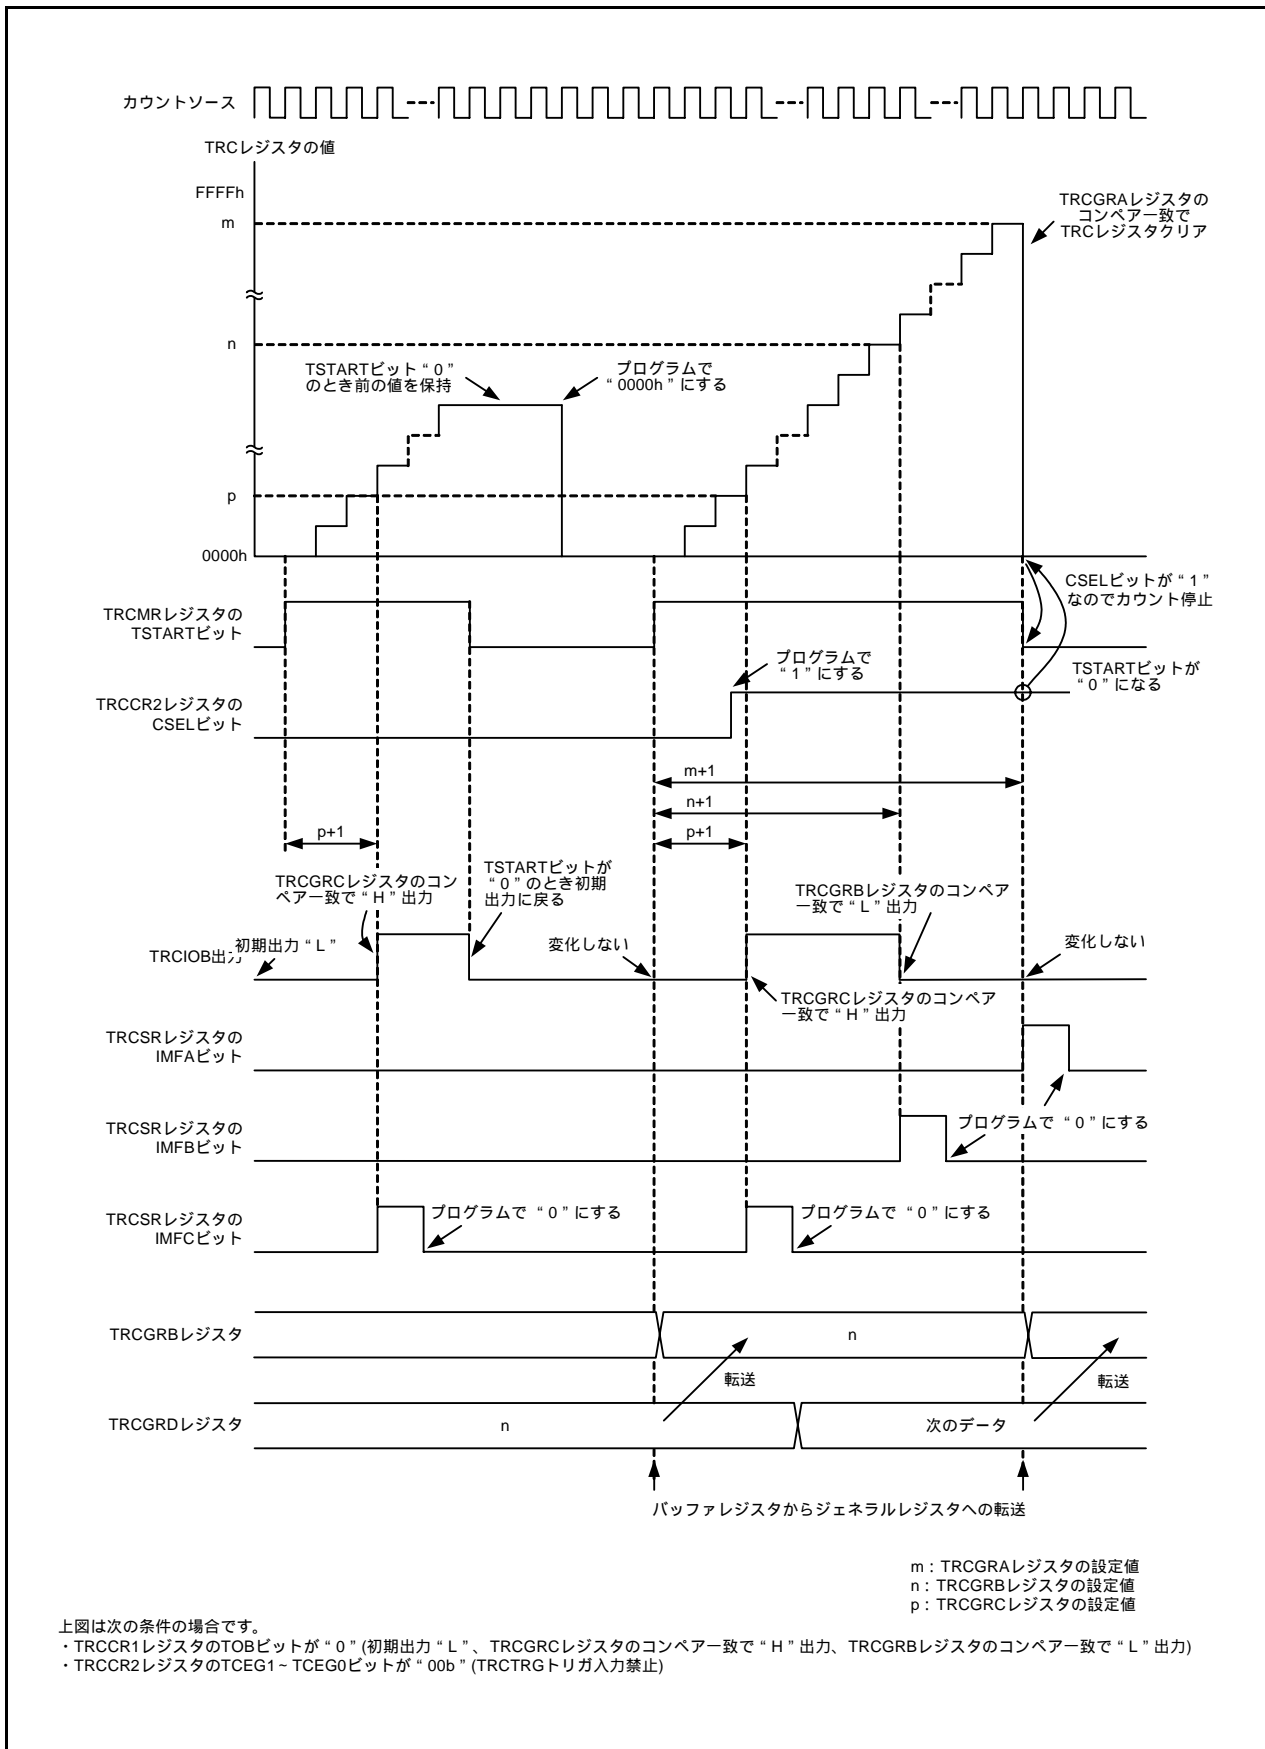 カウントソース
TRCレジスタの値
FFFFh
m
TRCGRAレジスタの
コンペア一致で
TRCレジスタクリア
n
TSTARTビット“0”
のとき前の値を保持
プログラムで
“0000h”にする
p
0000h
CSELビットが“1”
なのでカウント停止
TRCMRレジスタの
TSTARTビット
プログラムで
“1”にする
TSTARTビットが
“0”になる
TRCCR2レジスタの
CSELビット
m+1
n+1
p+1
p+1
TRCGRCレジスタのコン
ペア一致で“H”出力
TSTARTビットが
“0”のとき初期
出力に戻る
TRCGRBレジスタのコンペア
一致で“L”出力
TRCIOB出力
初期出力“L”
変化しない
変化しない
TRCGRCレジスタのコンペア
一致で“H”出力
TRCSRレジスタの
IMFAビット
プログラムで“0”にする
TRCSRレジスタの
IMFBビット
TRCSRレジスタの
IMFCビット
プログラムで“0”にする
プログラムで“0”にする
TRCGRBレジスタ
n
転送
転送
TRCGRDレジスタ
n
次のデータ
バッファレジスタからジェネラルレジスタへの転送
m：TRCGRAレジスタの設定値
n：TRCGRBレジスタの設定値
p：TRCGRCレジスタの設定値
上図は次の条件の場合です。
・TRCCR1レジスタのTOBビットが“0”(初期出力“L”、TRCGRCレジスタのコンペア一致で“H”出力、TRCGRBレジスタのコンペア一致で“L”出力)
・TRCCR2レジスタのTCEG1～TCEG0ビットが“00b”(TRCTRGトリガ入力禁止)